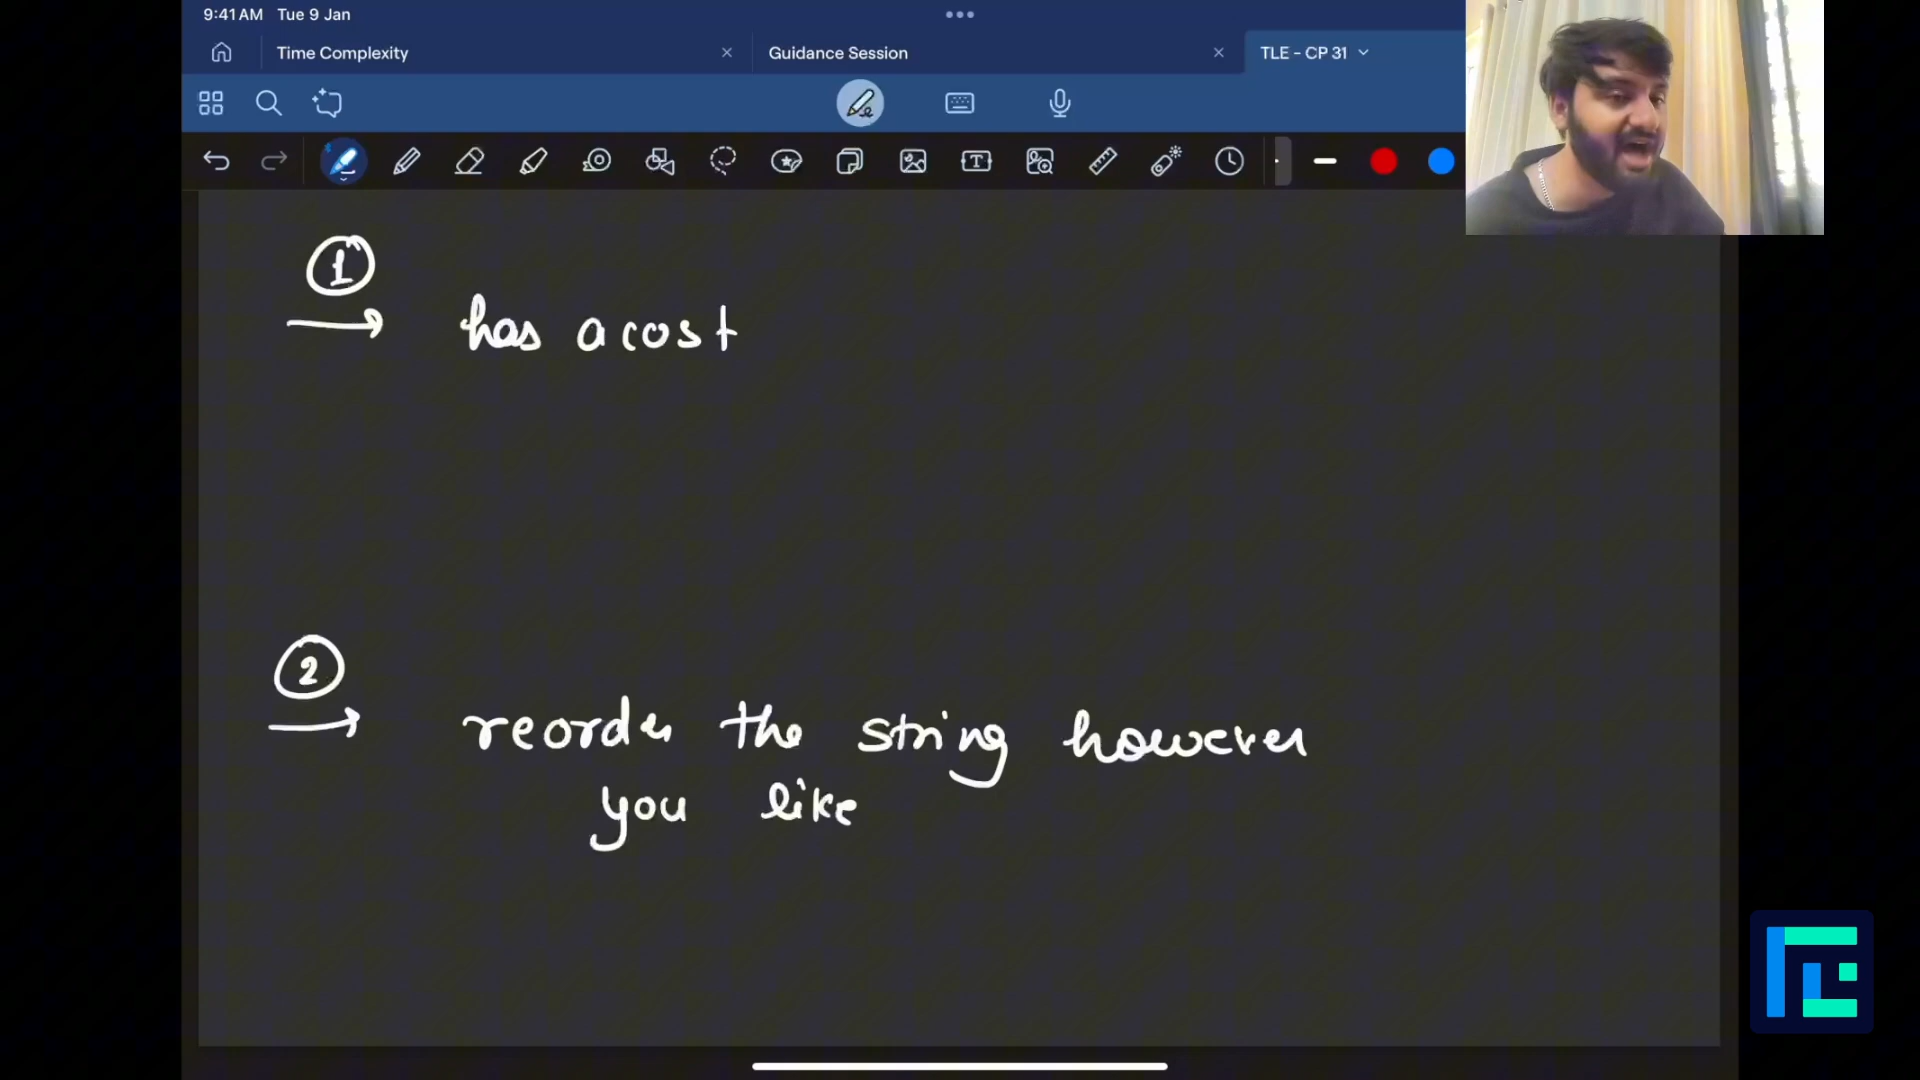 9:41 AM Tue 9 Jan
Time Complexity
Guidance Session
TLE - CP 31
1
has a cost
2
reorder the string however
you like